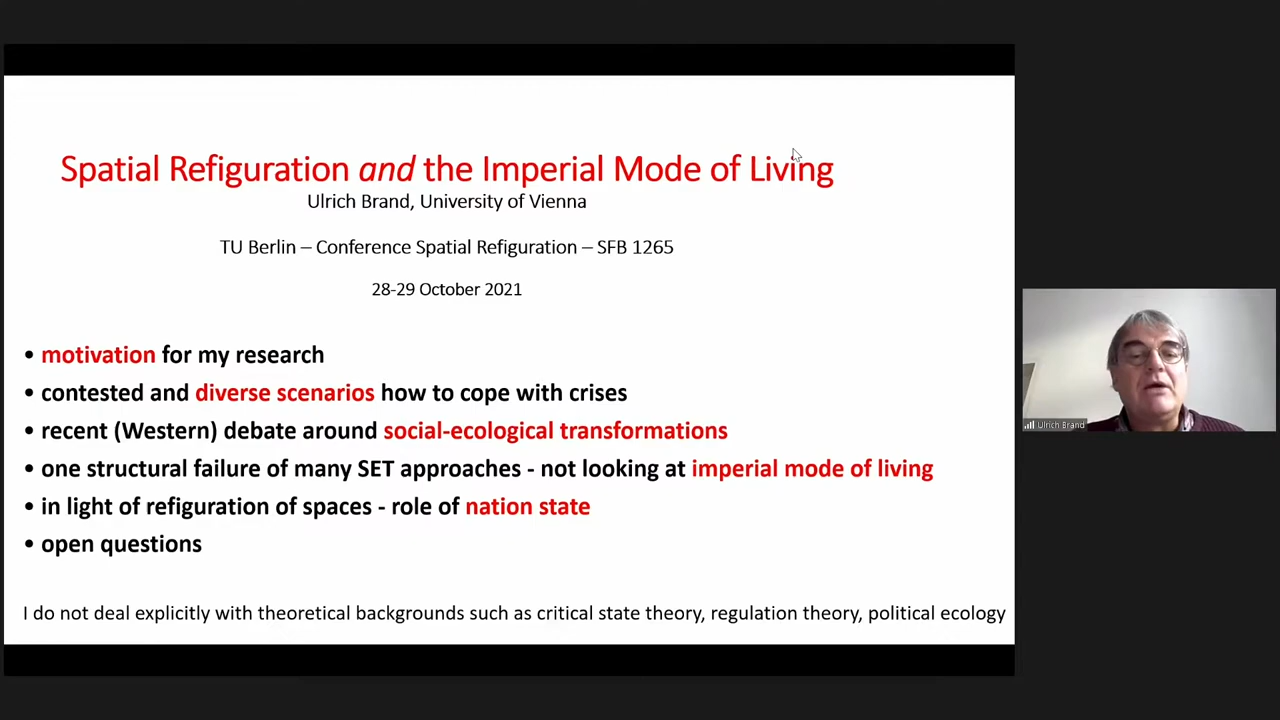 Spatial Refiguration and the Imperial Mode of Living
Ulrich Brand, University of Vienna
TU Berlin – Conference Spatial Refiguration – SFB 1265
28-29 October 2021
• motivation for my research
• contested and diverse scenarios how to cope with crises
• recent (Western) debate around social-ecological transformations
• one structural failure of many SET approaches - not looking at imperial mode of living
• in light of refiguration of spaces - role of nation state
• open questions
I do not deal explicitly with theoretical backgrounds such as critical state theory, regulation theory, political ecology
Ulrich Brand